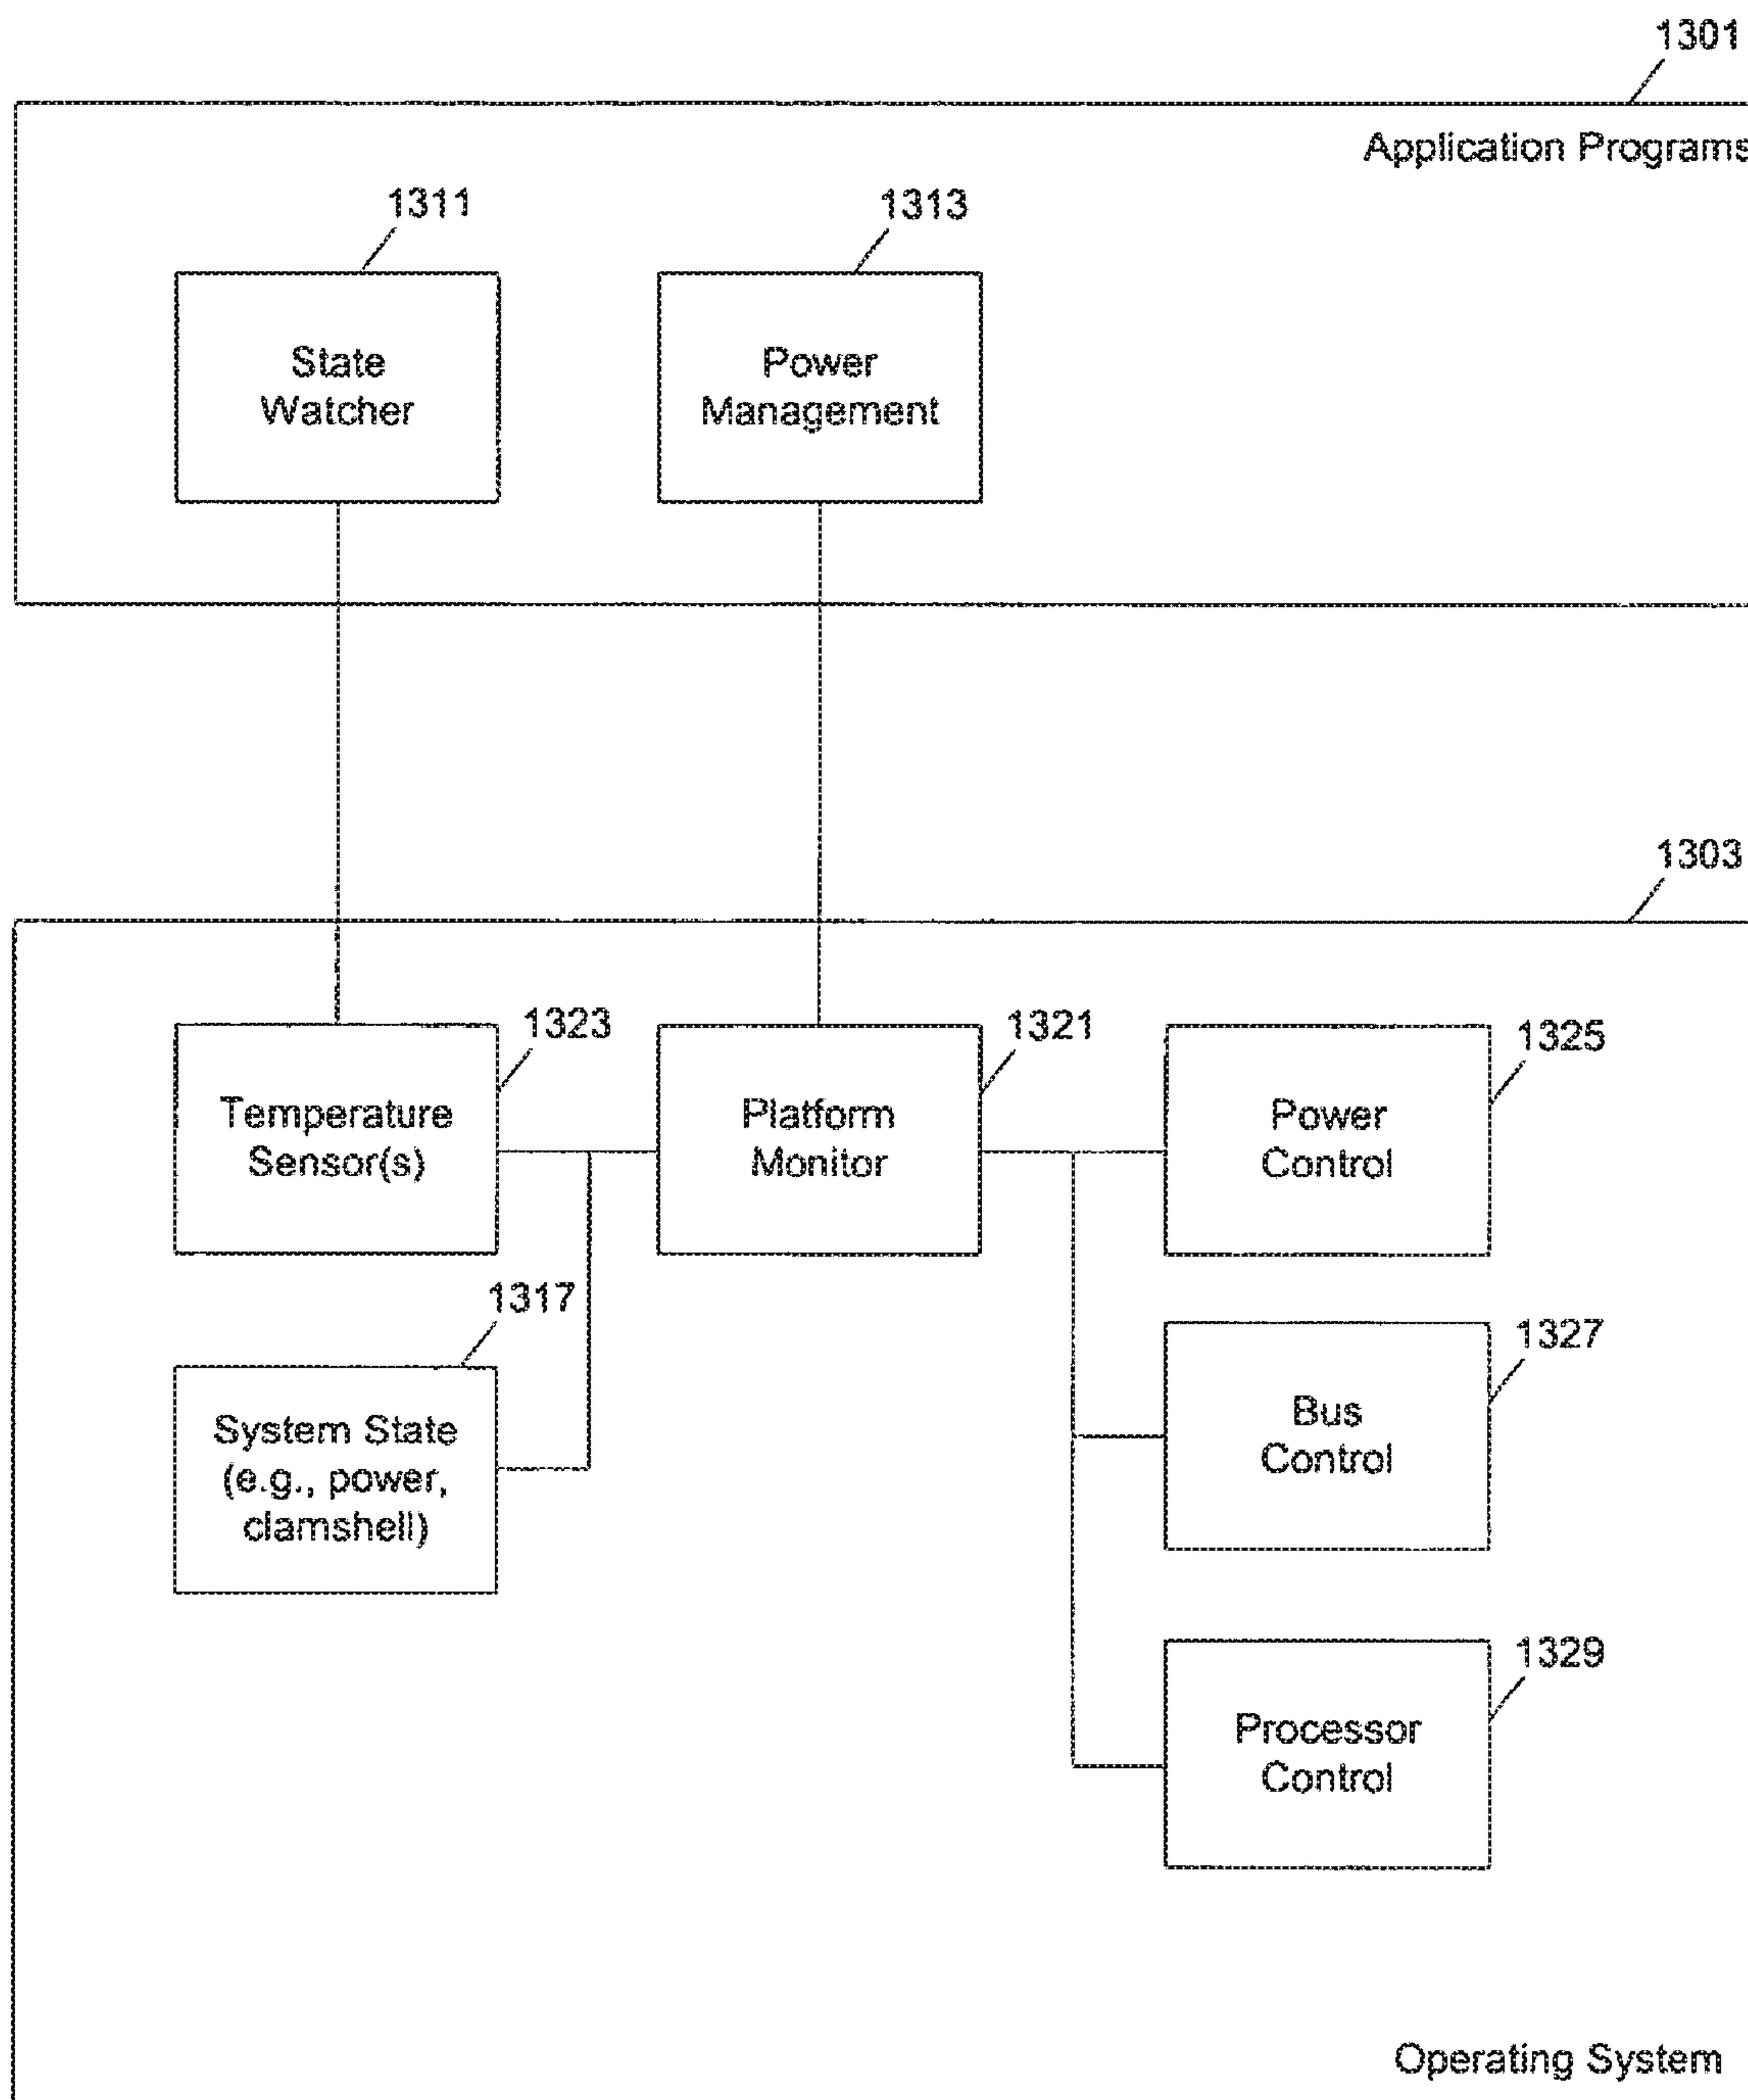 1301
Application Programs
1311
1313
State
Watcher
Power
Management
1303
1323
1321
1325
Temperature
Sensor(s)
Platform
Monitor
Power
Control
1317
1327
System State
(e.g., power,
clamshell)
Bus
Control
1329
Processor
Control
Operating System